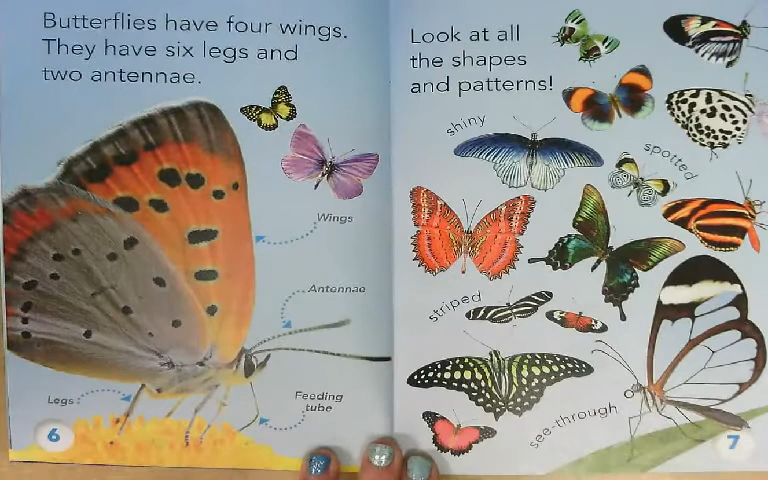 Butterflies have four wings.
They have six legs and
two antennae.
Wings
Antennae
Legs
Feeding
tube
6
Look at all
the shapes
and patterns!
shiny
spotted
striped
see-through
7